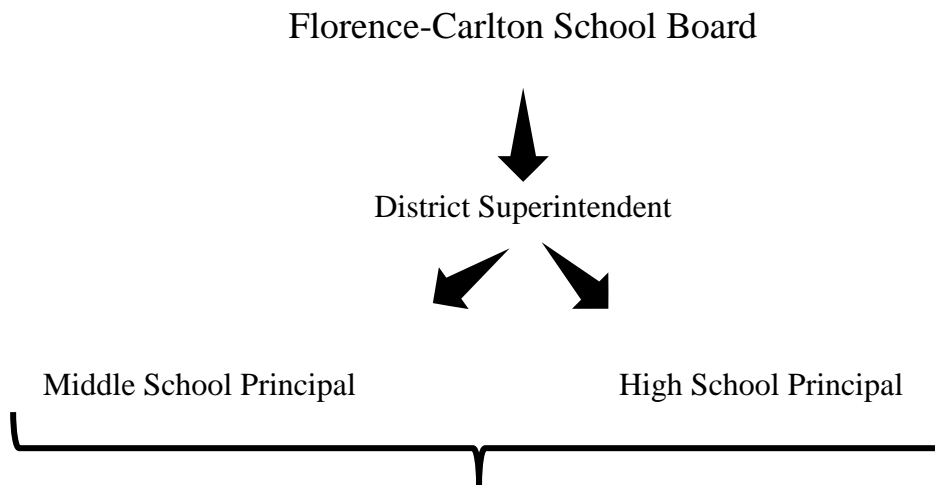 Florence-Carlton School Board
District Superintendent
Middle School Principal High School Principal